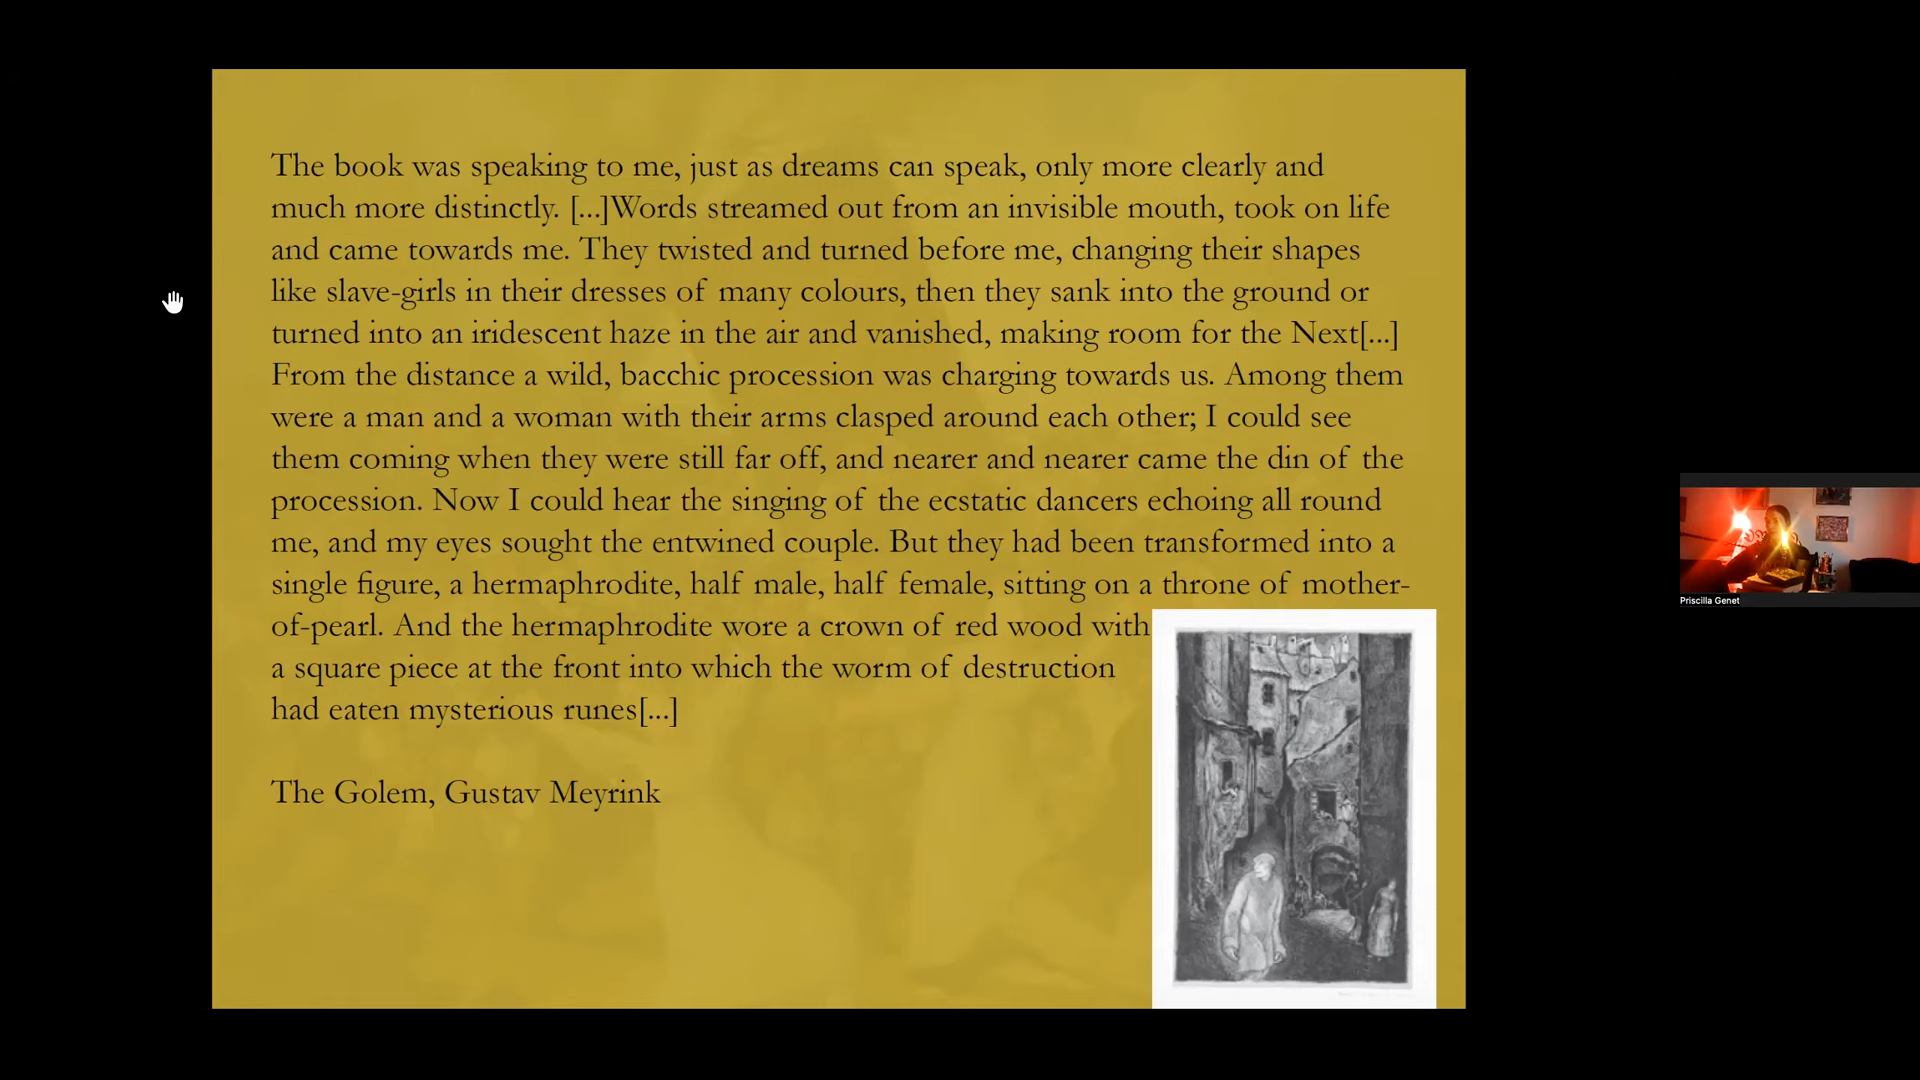 The book was speaking to me, just as dreams can speak, only more clearly and
much more distinctly. [...]Words streamed out from an invisible mouth, took on life
and came towards me. They twisted and turned before me, changing their shapes
like slave-girls in their dresses of many colours, then they sank into the ground or
turned into an iridescent haze in the air and vanished, making room for the Next[...]
From the distance a wild, bacchic procession was charging towards us. Among them
were a man and a woman with their arms clasped around each other; I could see
them coming when they were still far off, and nearer and nearer came the din of the
procession. Now I could hear the singing of the ecstatic dancers echoing all round
me, and my eyes sought the entwined couple. But they had been transformed into a
single figure, a hermaphrodite, half male, half female, sitting on a throne of mother-
of-pearl. And the hermaphrodite wore a crown of red wood with
a square piece at the front into which the worm of destruction
had eaten mysterious runes[...]
The Golem, Gustav Meyrink
Priscilla Genet